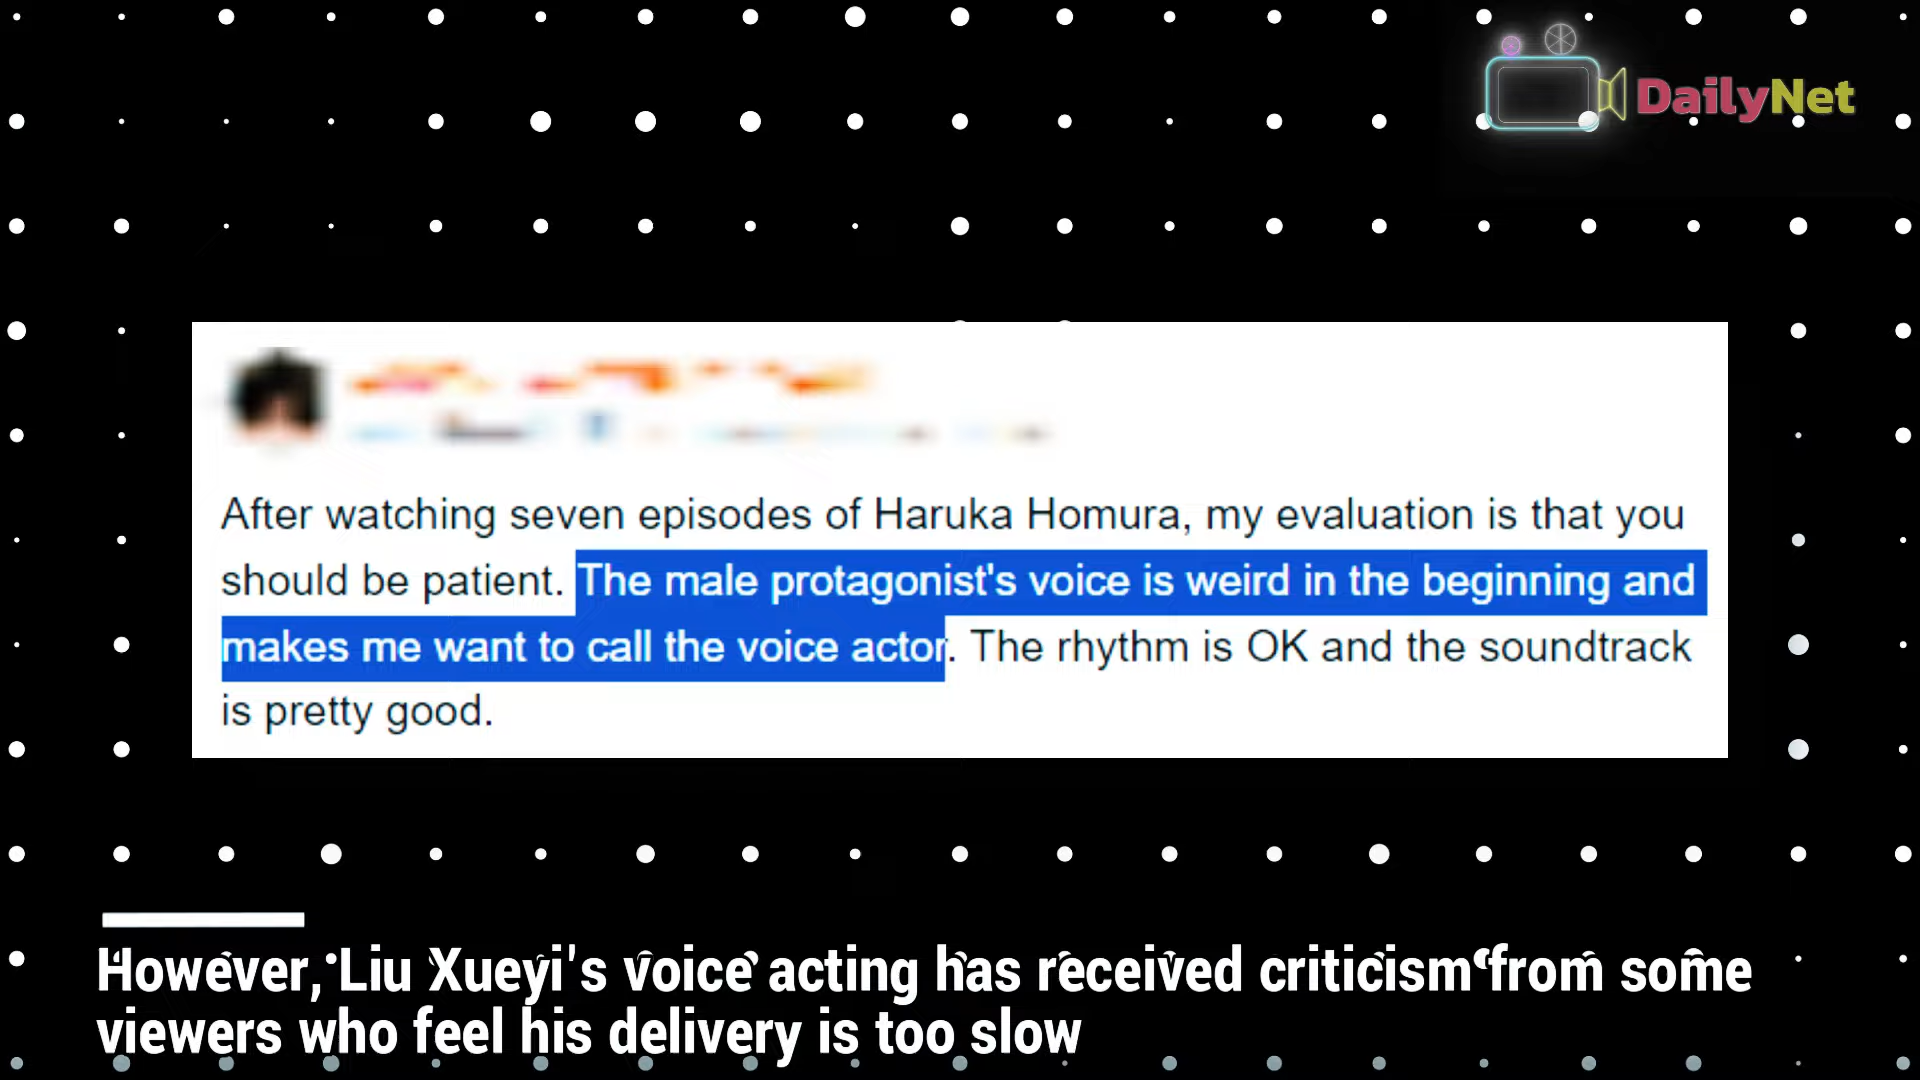 DailyNet
After watching seven episodes of Haruka Homura, my evaluation is that you
should be patient. The male protagonist's voice is weird in the beginning and
makes me want to call the voice actor. The rhythm is OK and the soundtrack
is pretty good.
However, Liu Xueyi's voice acting has received criticism from some
viewers who feel his delivery is too slow